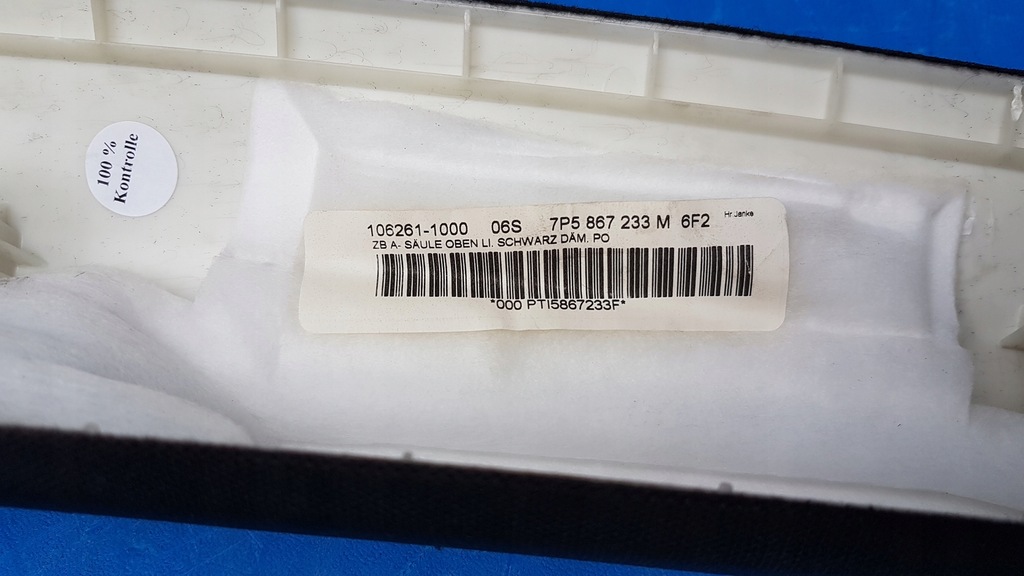 100 %
Kontrolle
106261-1000 06S 7P5 867 233 M 6F2 Hr Janke
ZB A- SÄULE OBEN LI. SCHWARZ DÄM. PO
*000 PTI5867233F*